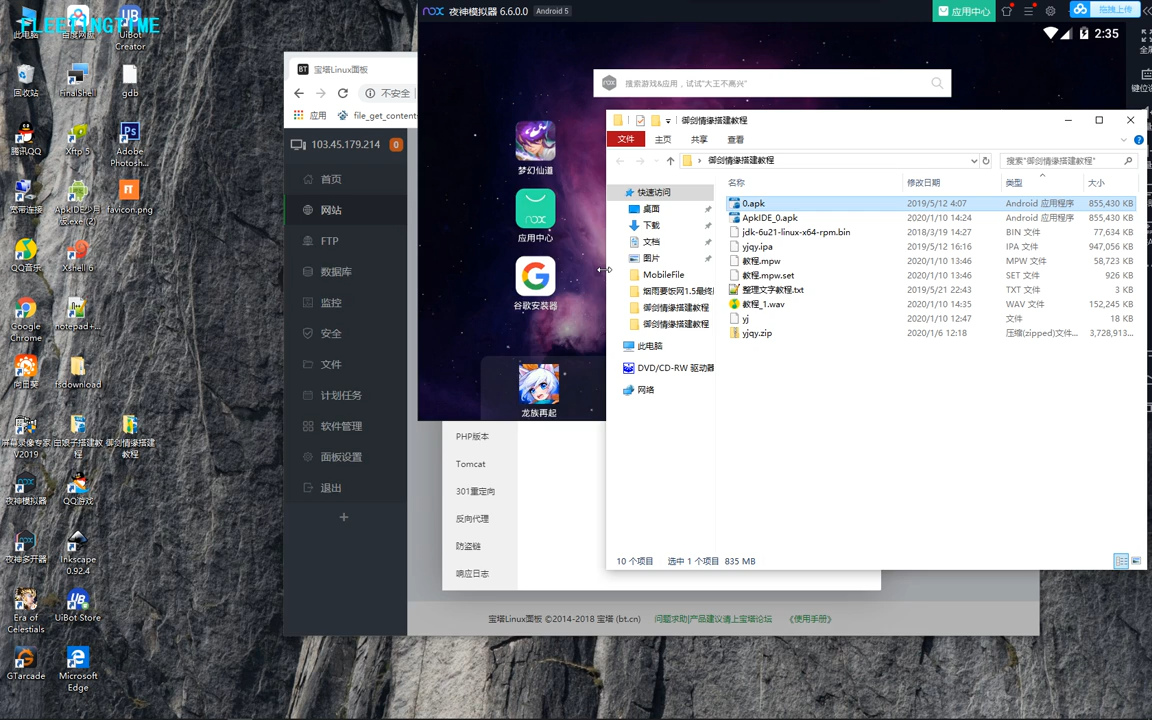 FLEETINGTIME
此电脑
百度网盘
UiBot Creator
回收站
FinalShell
gdb
腾讯QQ
Xftp 5
Adobe Photosh...
宽带连接
favicon.png
QQ音乐
Xshell 6
Google Chrome
notepad+...
fsdownload
屏幕录像专家 V2019
御剑情缘搭建教程
夜神模拟器
QQ游戏
夜神多开器
Inkscape 0.92.4
Era of Celestials
UiBot Store
GTarcade
Microsoft Edge
宝塔Linux面板
不安全
应用
file_get_content
103.45.179.214
0
首页
网站
FTP
数据库
监控
安全
文件
计划任务
软件管理
面板设置
退出
PHP版本
Tomcat
301重定向
反向代理
防盗链
响应日志
宝塔Linux面板 ©2014-2018 宝塔 (bt.cn)
问题求助|产品建议请上宝塔论坛
《使用手册》
nox 夜神模拟器 6.6.0.0
Android 5
应用中心
拖拽上传
2:35
搜索游戏&应用，试试"大王不高兴"
梦幻仙道
应用中心
谷歌安装器
龙族再起
御剑情缘搭建教程
文件
主页
共享
查看
御剑情缘搭建教程
搜索"御剑情缘搭建教程"
快速访问
桌面
下载
文档
图片
MobileFile
烟雨要饭网1.5最终
御剑情缘搭建教程
御剑情缘搭建教程
此电脑
DVD/CD-RW 驱动器
网络
名称 修改日期 类型 大小
0.apk 2019/5/12 4:07 Android 应用程序 855,430 KB
ApkIDE_0.apk 2020/1/10 14:24 Android 应用程序 855,430 KB
jdk-6u21-linux-x64-rpm.bin 2018/3/19 14:27 BIN 文件 77,634 KB
yjqy.ipa 2019/5/12 16:16 IPA 文件 947,056 KB
教程.mpw 2020/1/10 13:46 MPW 文件 58,723 KB
教程.mpw.set 2020/1/10 13:46 SET 文件 926 KB
整理文字教程.txt 2019/5/21 22:43 TXT 文件 3 KB
教程_1.wav 2020/1/10 14:35 WAV 文件 152,245 KB
yj 2020/1/10 12:47 文件 18 KB
yjqy.zip 2020/1/6 12:18 压缩(zipped)文件... 3,728,913...
10 个项目 选中 1 个项目 835 MB